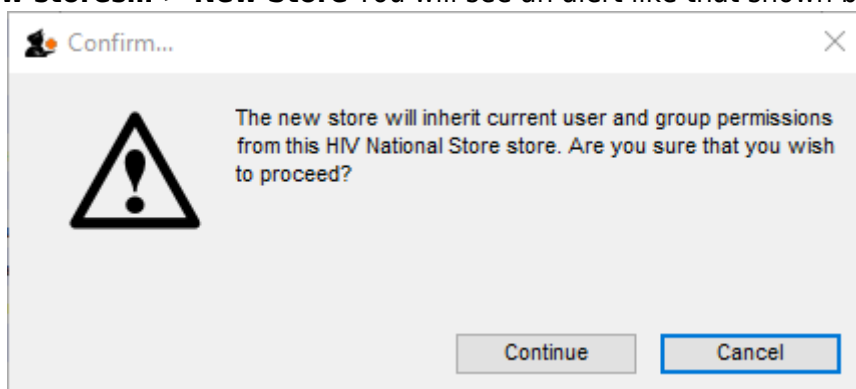 stores... > New Store You will see an alert like that shown
Confirm...
The new store will inherit current user and group permissions
from this HIV National Store store. Are you sure that you wish
to proceed?
Continue Cancel